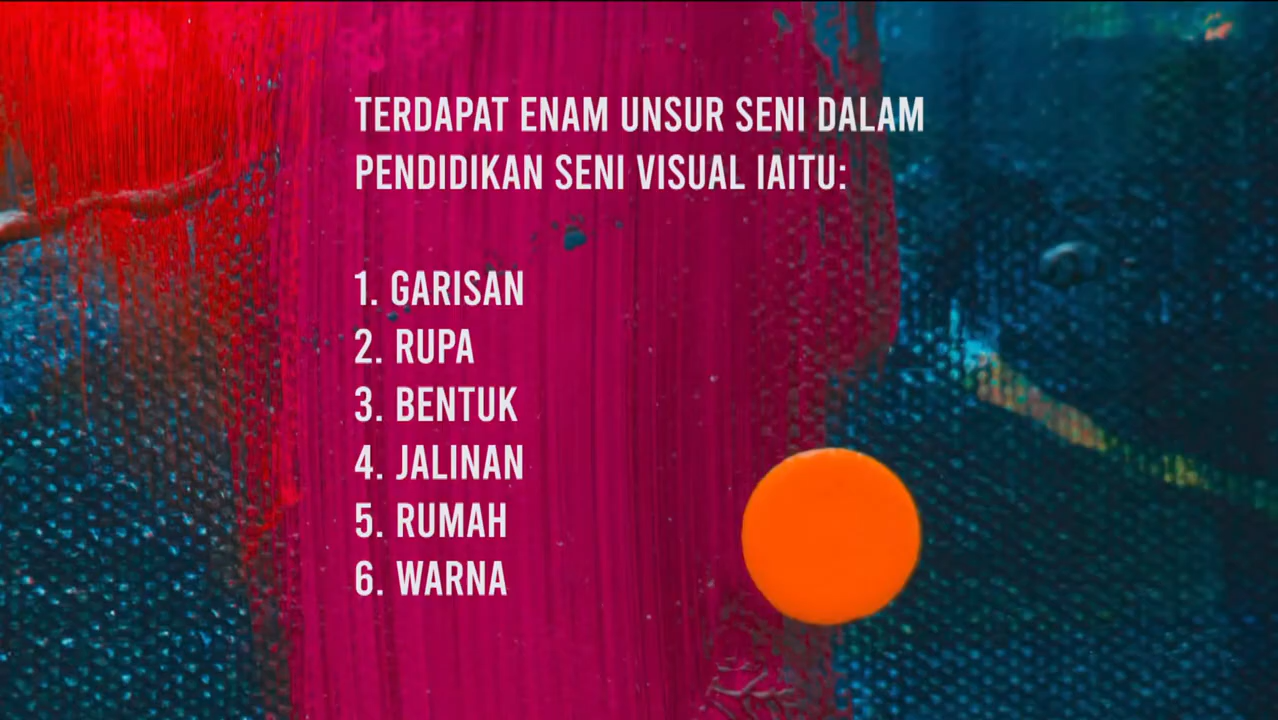 TERDAPAT ENAM UNSUR SENI DALAM
PENDIDIKAN SENI VISUAL IAITU:
1. GARISAN
2. RUPA
3. BENTUK
4. JALINAN
5. RUMAH
6. WARNA